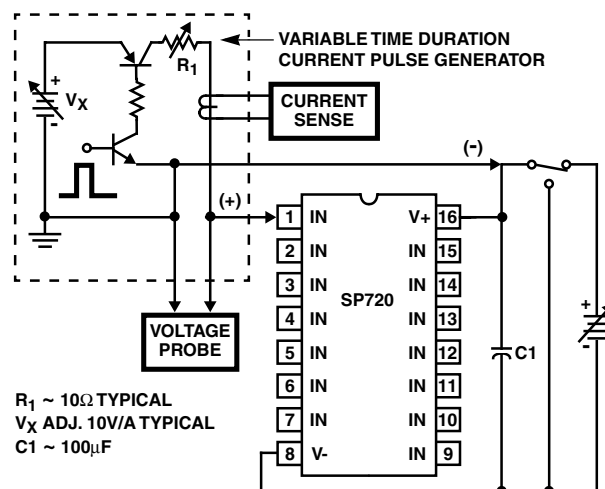 VARIABLE TIME DURATION
CURRENT PULSE GENERATOR
R1
+
VX
-
CURRENT
SENSE
(-)
(+)
1 IN V+ 16
2 IN IN 15
3 IN IN 14
SP720
4 IN IN 13
5 IN IN 12
6 IN IN 11
7 IN IN 10
8 V- IN 9
VOLTAGE
PROBE
C1
+
-
R1 ~ 10Ω TYPICAL
VX ADJ. 10V/A TYPICAL
C1 ~ 100µF